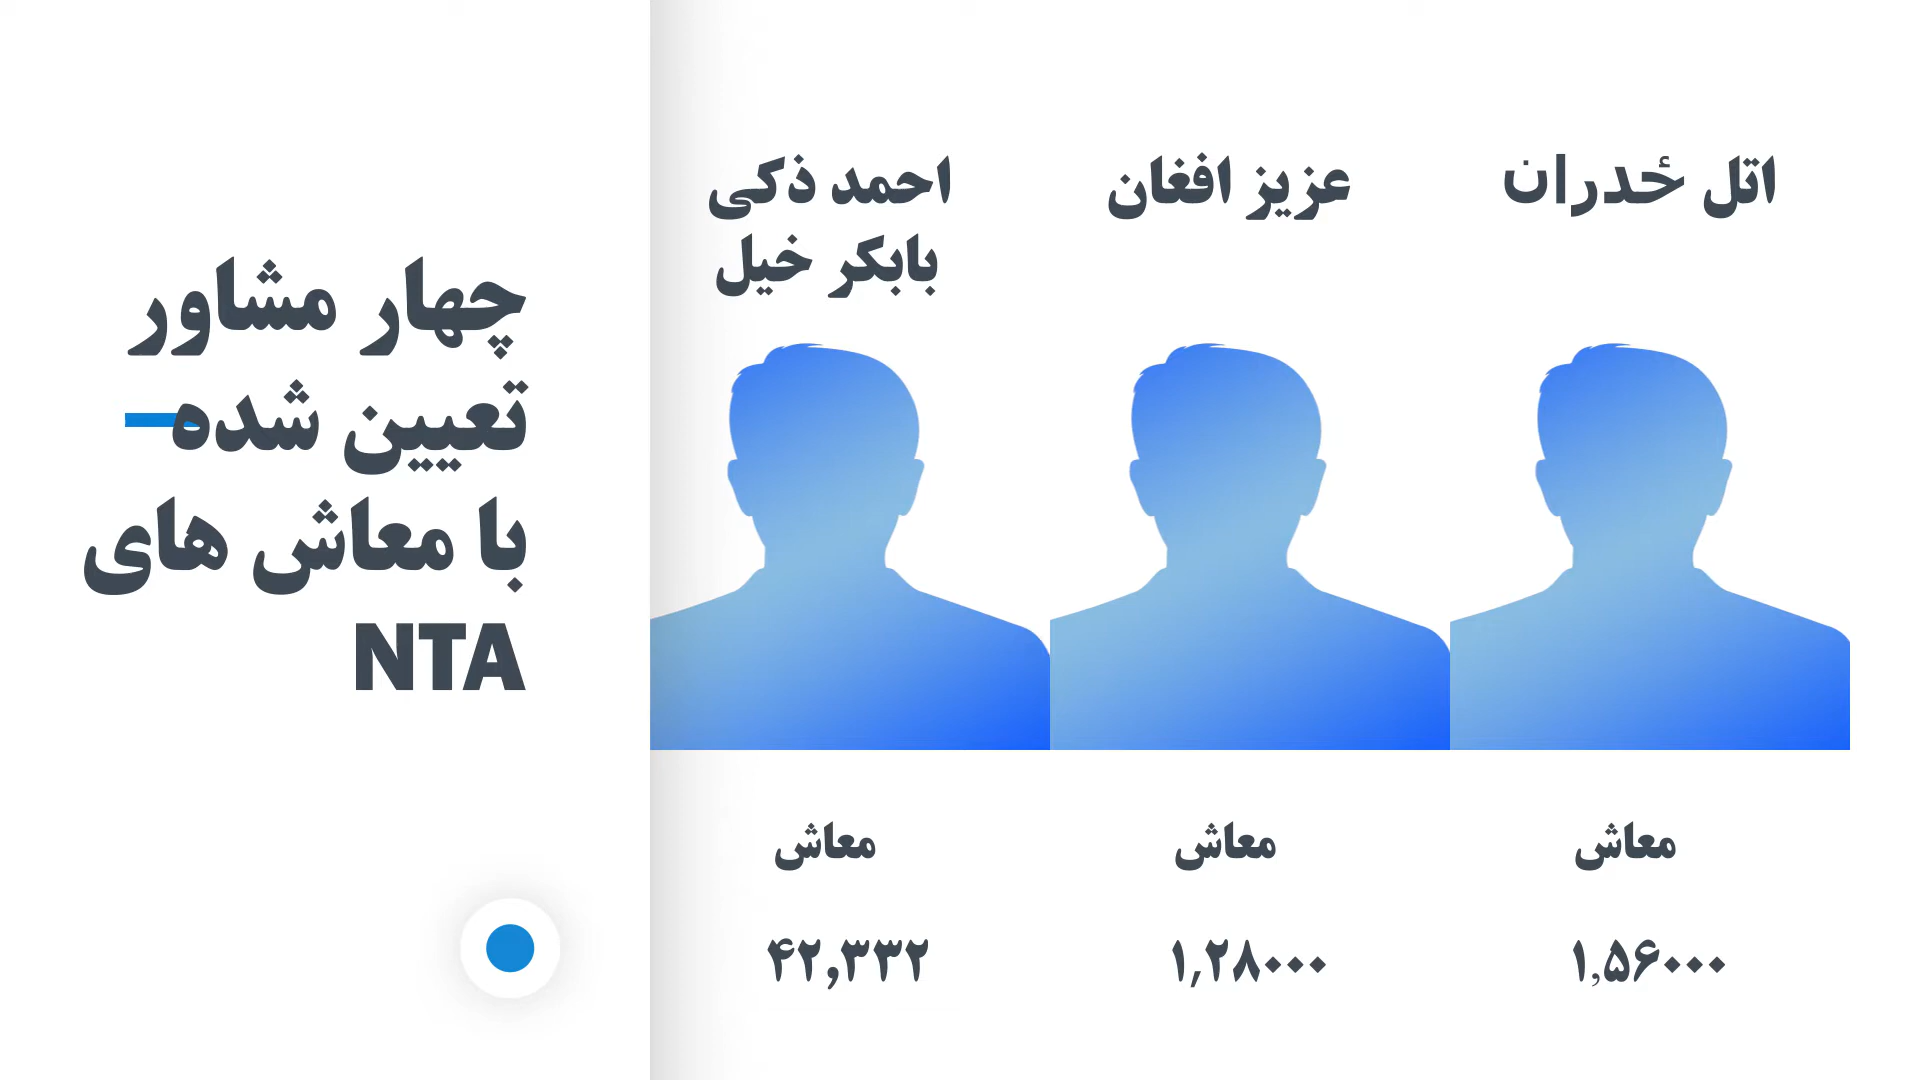 چهار مشاور
تعیین شده
با معاش های
NTA
اتل ځدران
معاش
۱,۵۶۰۰۰
عزیز افغان
معاش
۱,۲۸۰۰۰
احمد ذکی
بابکر خیل
معاش
۴۲,۳۳۲